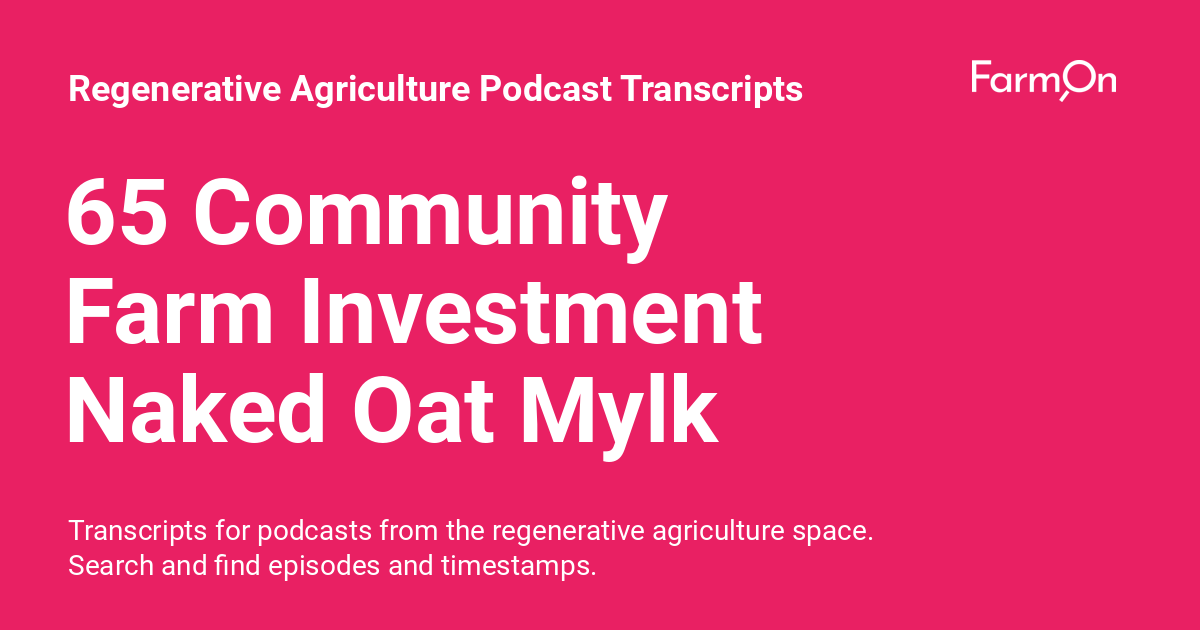 Regenerative Agriculture Podcast Transcripts
FarmOn
65 Community
Farm Investment
Naked Oat Mylk
Transcripts for podcasts from the regenerative agriculture space.
Search and find episodes and timestamps.